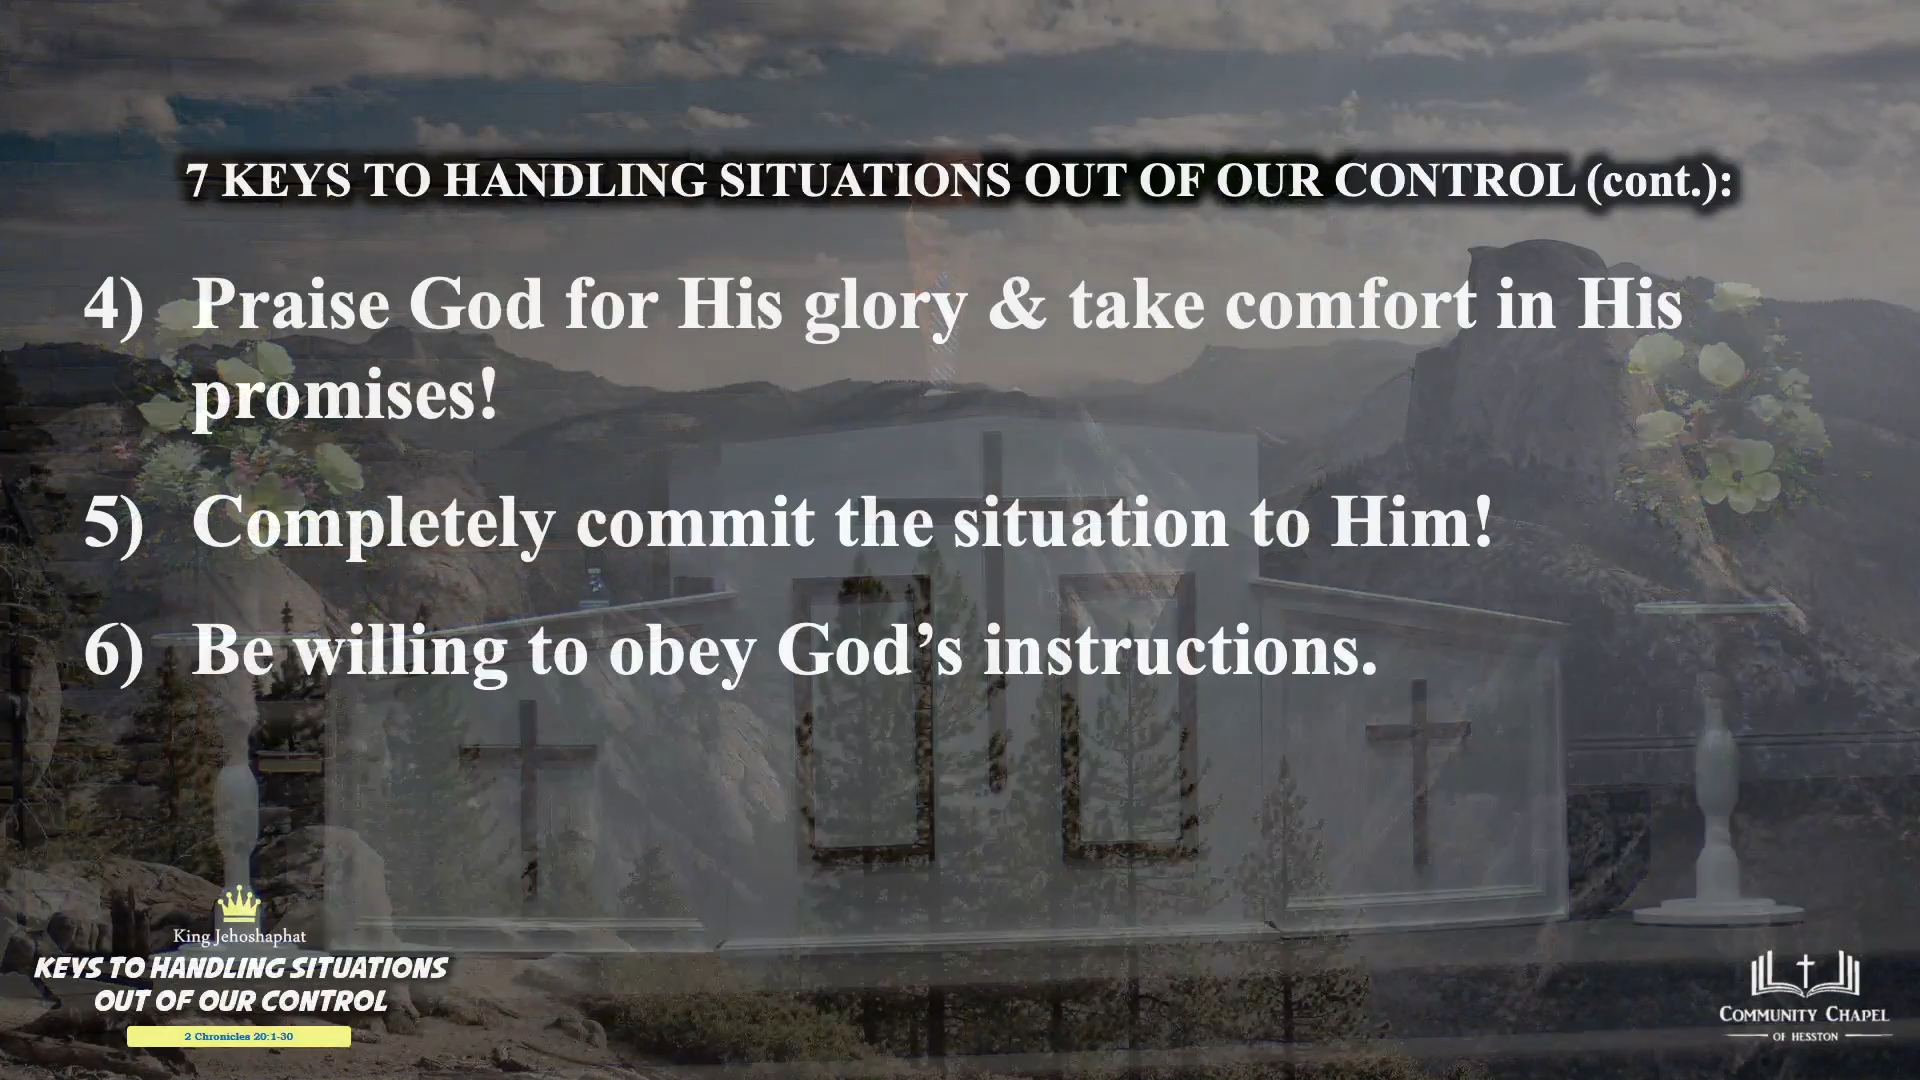 7 KEYS TO HANDLING SITUATIONS OUT OF OUR CONTROL (cont.):
4) Praise God for His glory & take comfort in His
promises!
5) Completely commit the situation to Him!
6) Be willing to obey God’s instructions.
King Jehoshaphat
KEYS TO HANDLING SITUATIONS
OUT OF OUR CONTROL
2 Chronicles 20:1-30
COMMUNITY CHAPEL
OF HESSTON